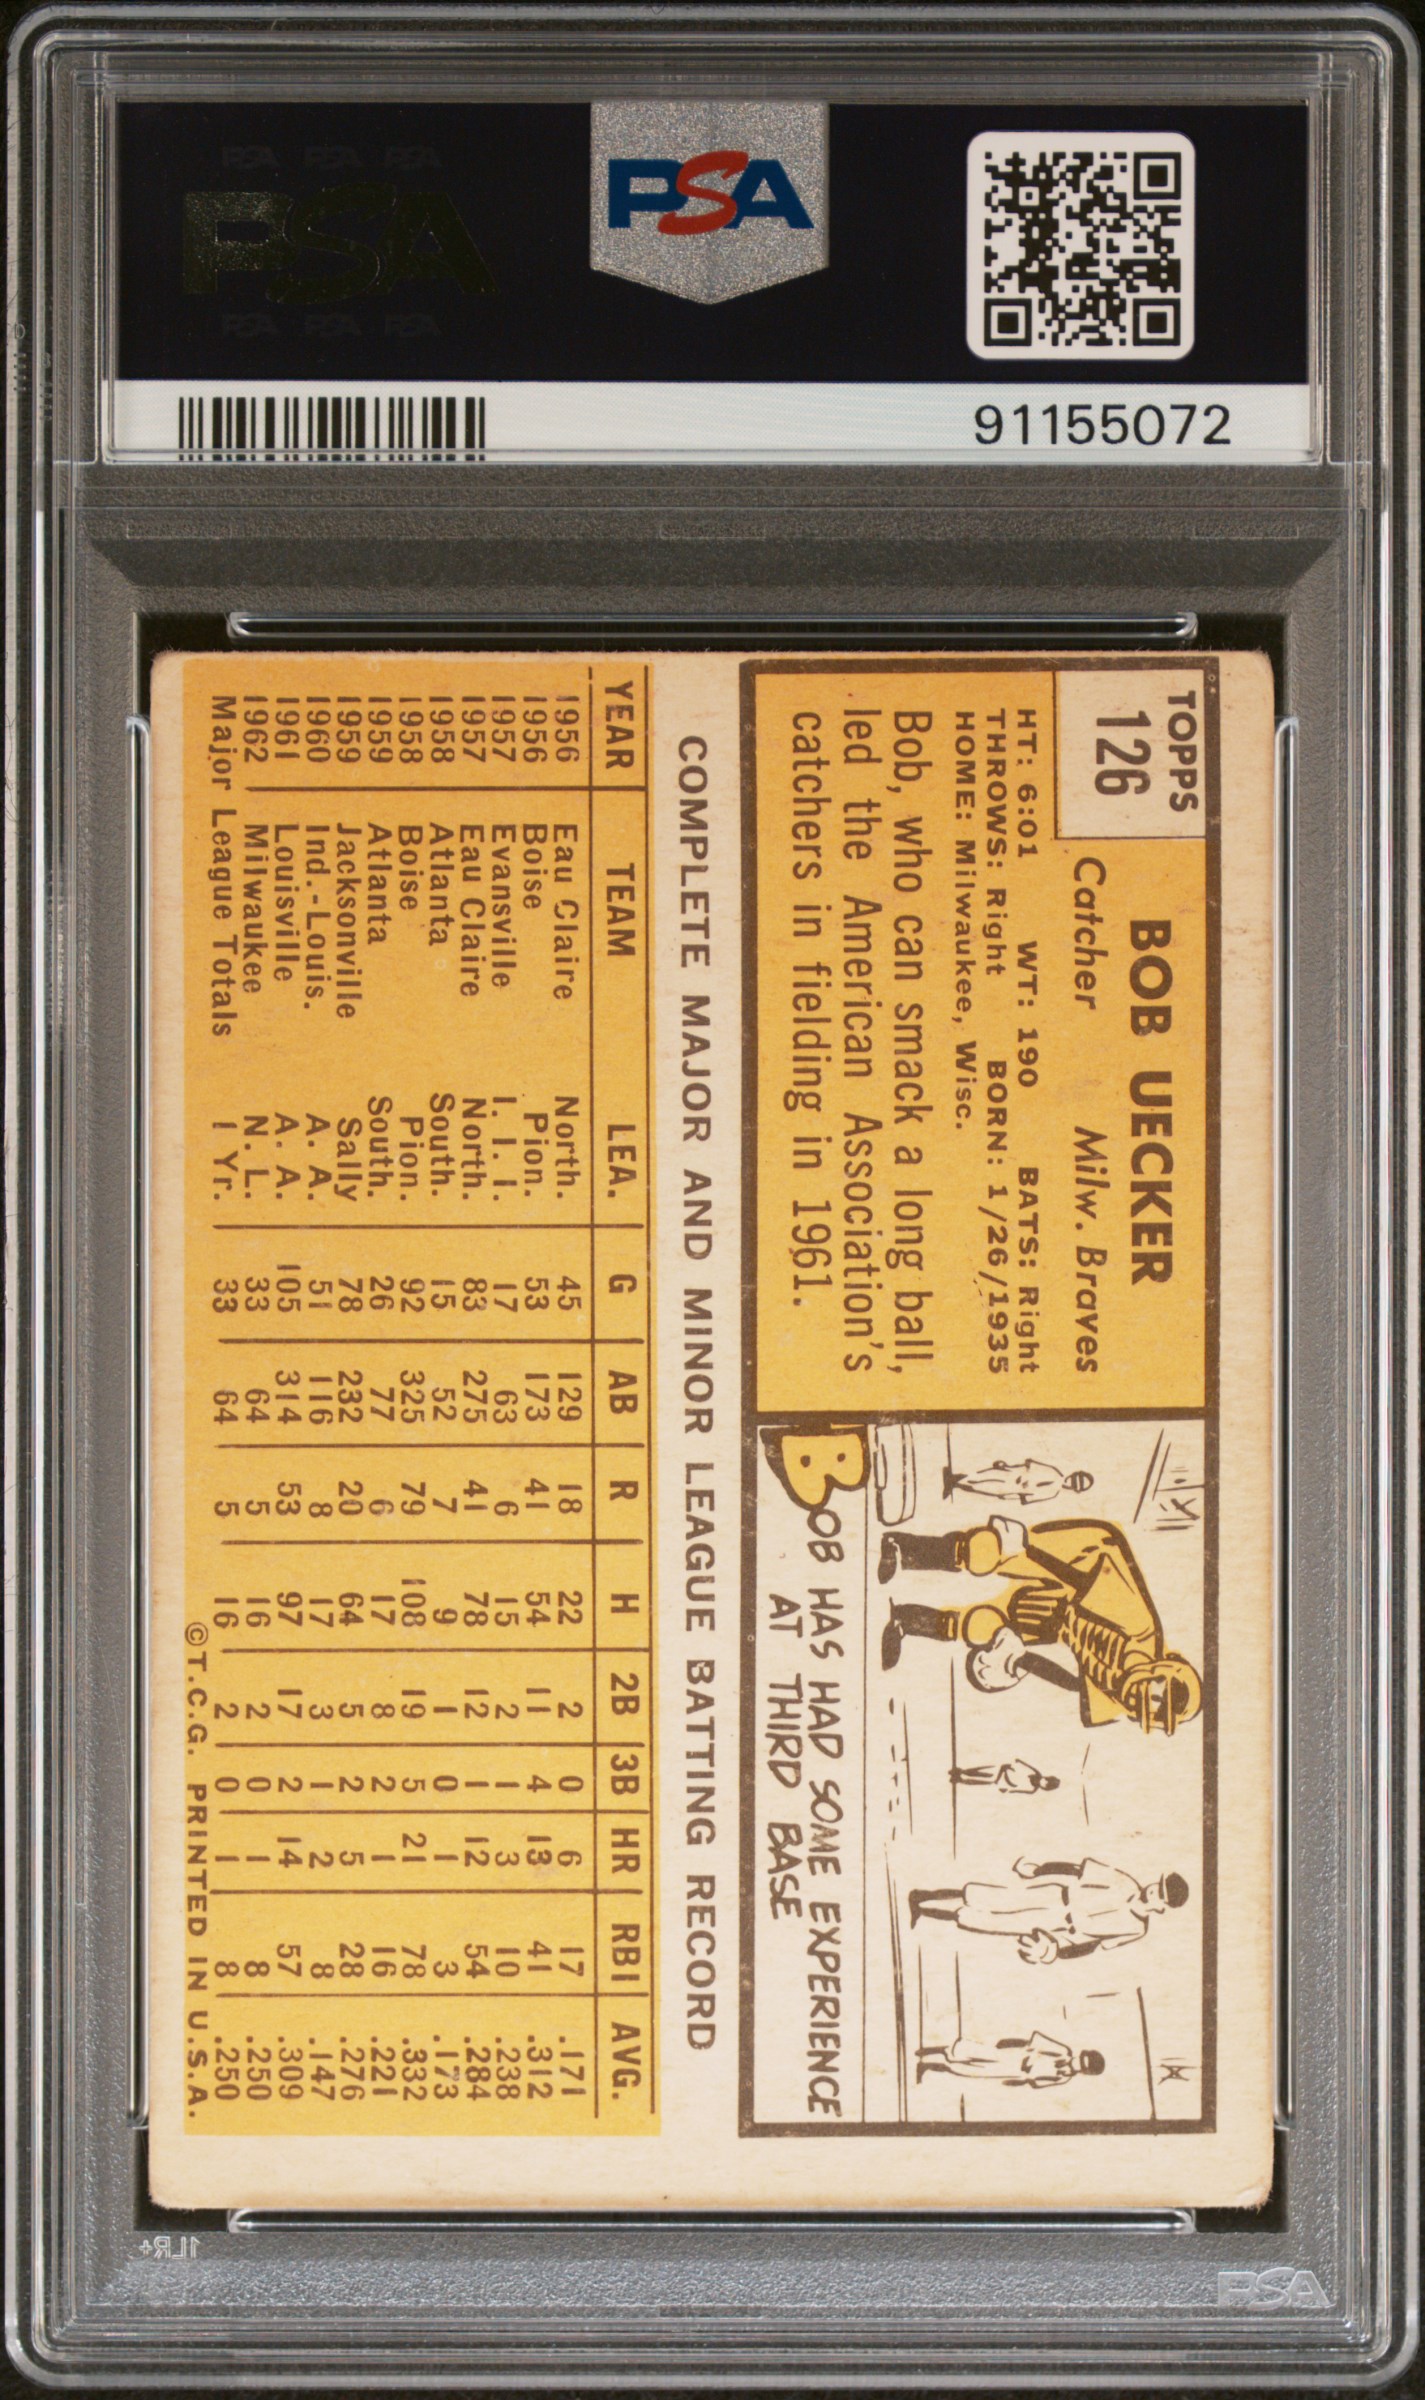 PSA PSA PSA
PSA
PSA PSA PSA
PSA
91155072
TOPPS
126
BOB UECKER
Catcher Milw. Braves
HT: 6:01 WT: 190 BATS: Right
THROWS: Right BORN: 1/26/1935
HOME: Milwaukee, Wisc.
Bob, who can smack a long ball,
led the American Association's
catchers in fielding in 1961.
BOB HAS HAD SOME EXPERIENCE
AT THIRD BASE
COMPLETE MAJOR AND MINOR LEAGUE BATTING RECORD
YEAR TEAM LEA. G AB R H 2B 3B HR RBI AVG.
1956 Eau Claire North. 45 129 18 22 2 0 6 17 .171
1956 Boise Pion. 53 173 41 54 11 4 13 41 .312
1957 Evansville I. I. I. 17 63 6 15 2 1 3 10 .238
1957 Eau Claire North. 83 275 41 78 12 1 12 54 .284
1958 Atlanta South. 15 52 7 9 1 0 1 3 .173
1958 Boise Pion. 92 325 79 108 19 5 21 78 .332
1959 Atlanta South. 26 77 6 17 8 2 1 16 .221
1959 Jacksonville Sally 78 232 20 64 5 2 5 28 .276
1960 Ind.-Louis. A. A. 51 116 8 17 3 1 2 8 .147
1961 Louisville A. A. 105 314 53 97 17 2 14 57 .309
1962 Milwaukee N. L. 33 64 5 16 2 0 1 8 .250
Major League Totals 1 Yr. 33 64 5 16 2 0 1 8 .250
©T.C.G. PRINTED IN U.S.A.
1LR+
PSA